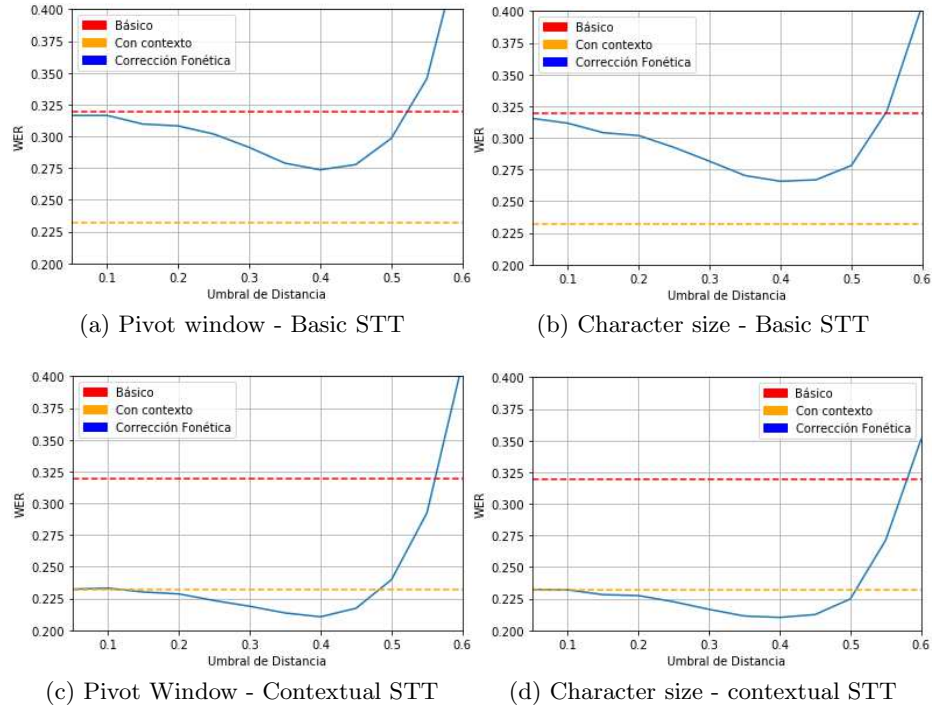 0.400
0.375
0.350
0.325
0.300
0.275
0.250
0.225
0.200
WER
Básico
Con contexto
Corrección Fonética
0.1 0.2 0.3 0.4 0.5 0.6
Umbral de Distancia
(a) Pivot window - Basic STT
0.400
0.375
0.350
0.325
0.300
0.275
0.250
0.225
0.200
WER
Básico
Con contexto
Corrección Fonética
0.1 0.2 0.3 0.4 0.5 0.6
Umbral de Distancia
(b) Character size - Basic STT
0.400
0.375
0.350
0.325
0.300
0.275
0.250
0.225
0.200
WER
Básico
Con contexto
Corrección Fonética
0.1 0.2 0.3 0.4 0.5 0.6
Umbral de Distancia
(c) Pivot Window - Contextual STT
0.400
0.375
0.350
0.325
0.300
0.275
0.250
0.225
0.200
WER
Básico
Con contexto
Corrección Fonética
0.1 0.2 0.3 0.4 0.5 0.6
Umbral de Distancia
(d) Character size - contextual STT